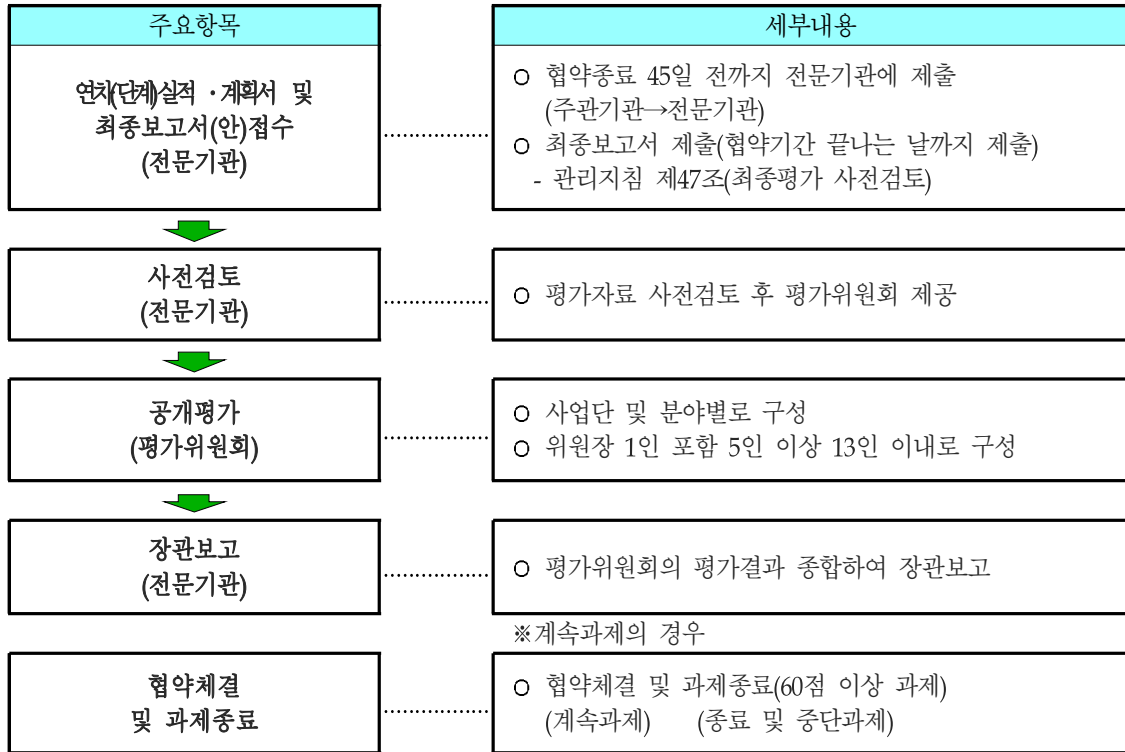 주요항목
세부내용
연차(단계)실적 ·계획서 및
최종보고서(안)접수
(전문기관)
O 협약종료 45일 전까지 전문기관에 제출
(주관기관→전문기관)
O 최종보고서 제출(협약기간 끝나는 날까지 제출)
- 관리지침 제47조(최종평가 사전검토)
사전검토
(전문기관)
O 평가자료 사전검토 후 평가위원회 제공
공개평가
(평가위원회)
O 사업단 및 분야별로 구성
O 위원장 1인 포함 5인 이상 13인 이내로 구성
장관보고
(전문기관)
O 평가위원회의 평가결과 종합하여 장관보고
※계속과제의 경우
협약체결
및 과제종료
O 협약체결 및 과제종료(60점 이상 과제)
(계속과제) (종료 및 중단과제)